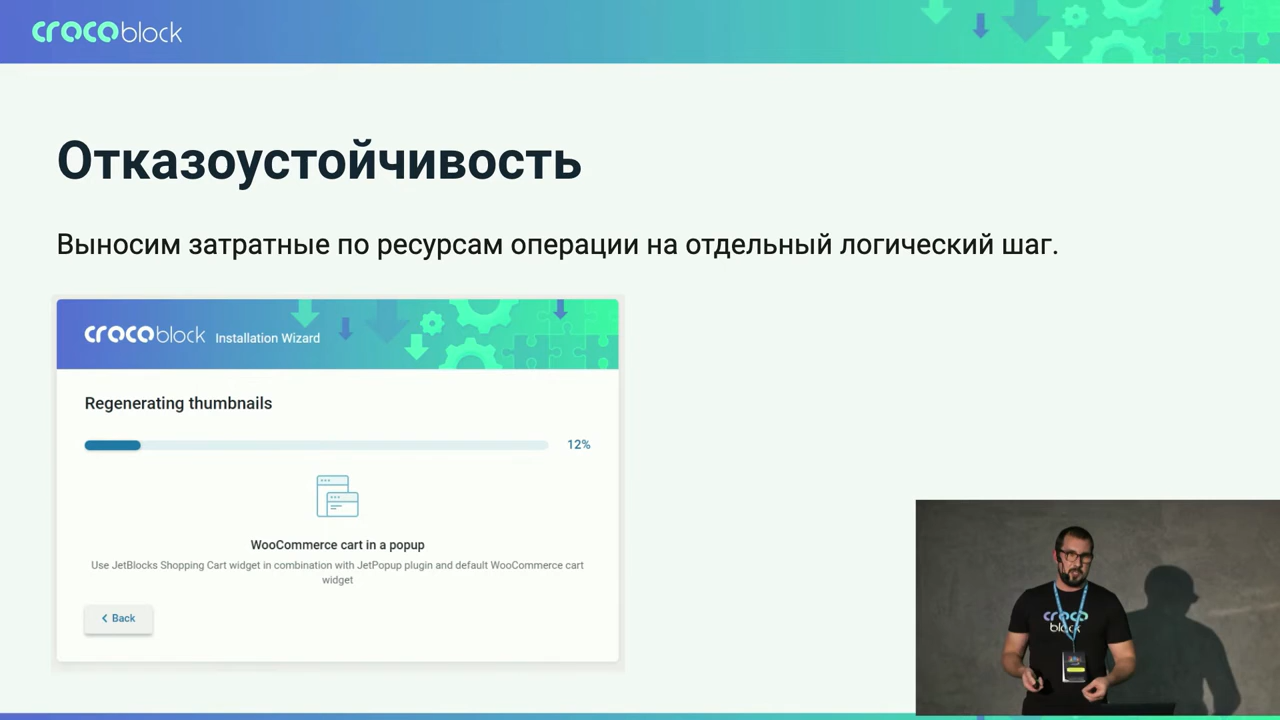 crocoblock
Отказоустойчивость
Выносим затратные по ресурсам операции на отдельный логический шаг.
crocoblock Installation Wizard
Regenerating thumbnails
12%
WooCommerce cart in a popup
Use JetBlocks Shopping Cart widget in combination with JetPopup plugin and default WooCommerce cart
widget
Back
croco
block